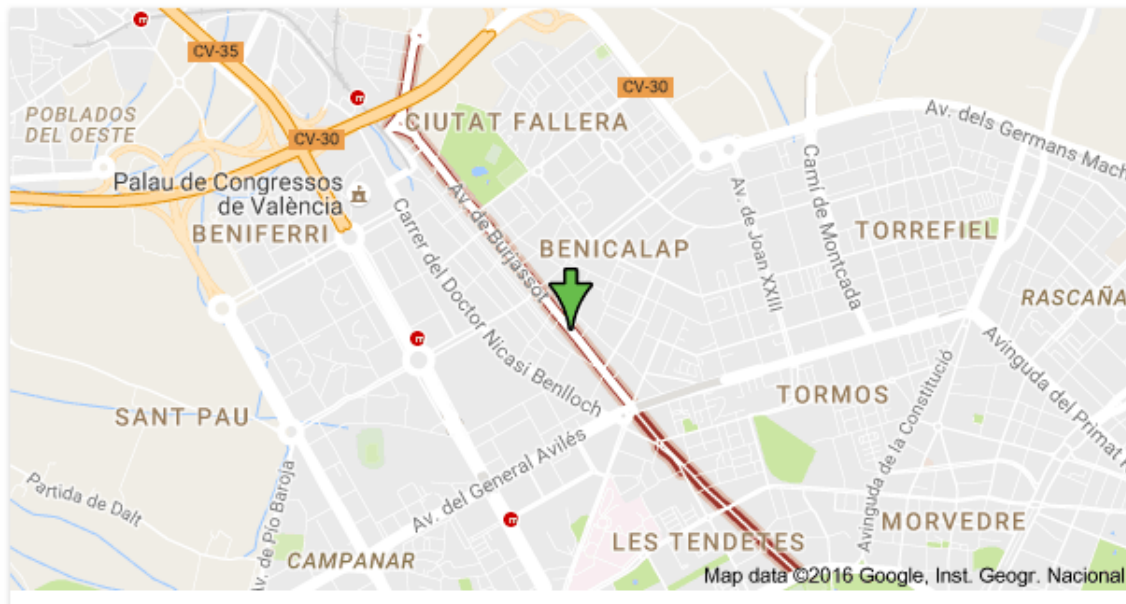 CV-35
CV-30
POBLADOS
DEL OESTE
CIUTAT FALLERA
CV-30
Av. dels Germans Mach
Palau de Congressos
de València
BENIFERRI
Av. de Burjassot
Carrer del Doctor Nicasi Benlloch
BENICALAP
Av. de Joan XXIII
Camí de Montcada
TORREFIEL
RASCAÑA
SANT PAU
TORMOS
Avinguda de la Constitució
Avinguda del Primat
Av. del General Avilés
Partida de Dalt
Av. de Pío Baroja
CAMPANAR
LES TENDETES
MORVEDRE
Map data ©2016 Google, Inst. Geogr. Nacional